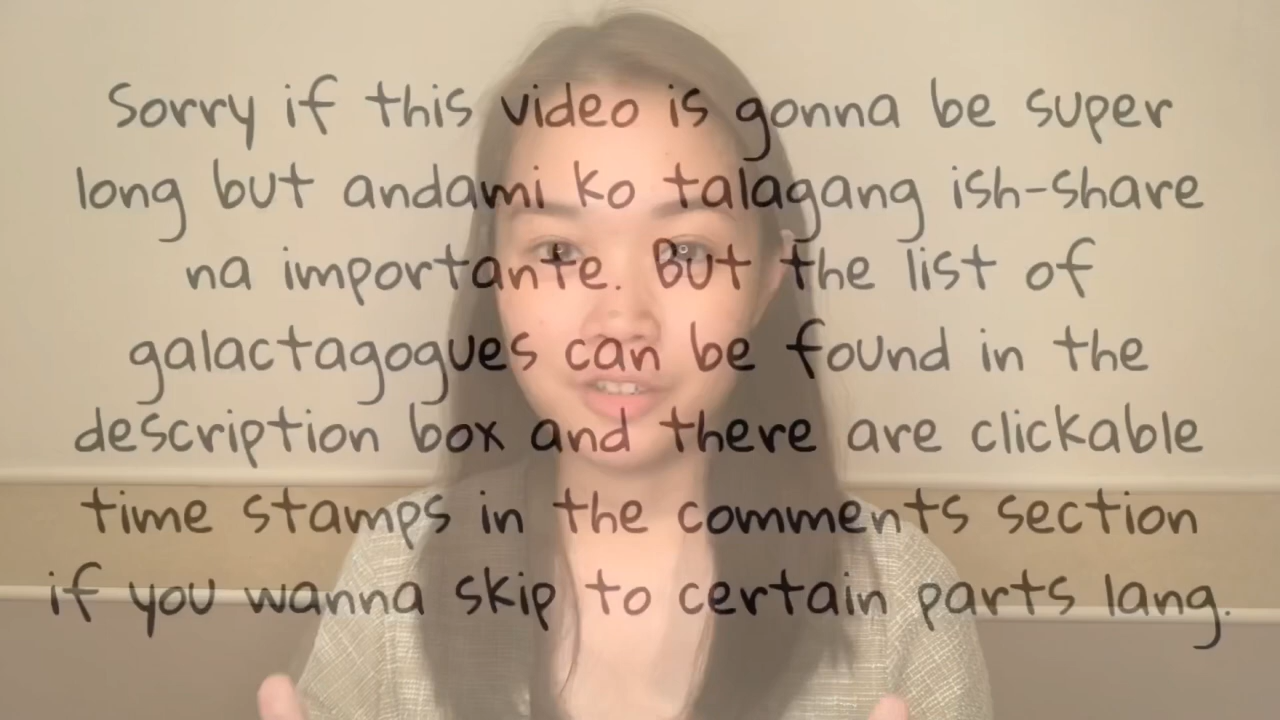 Sorry if this video is gonna be super
long but andami ko talagang ish-share
na importante. But the list of
galactagogues can be found in the
description box and there are clickable
time stamps in the comments section
if you wanna skip to certain parts lang.